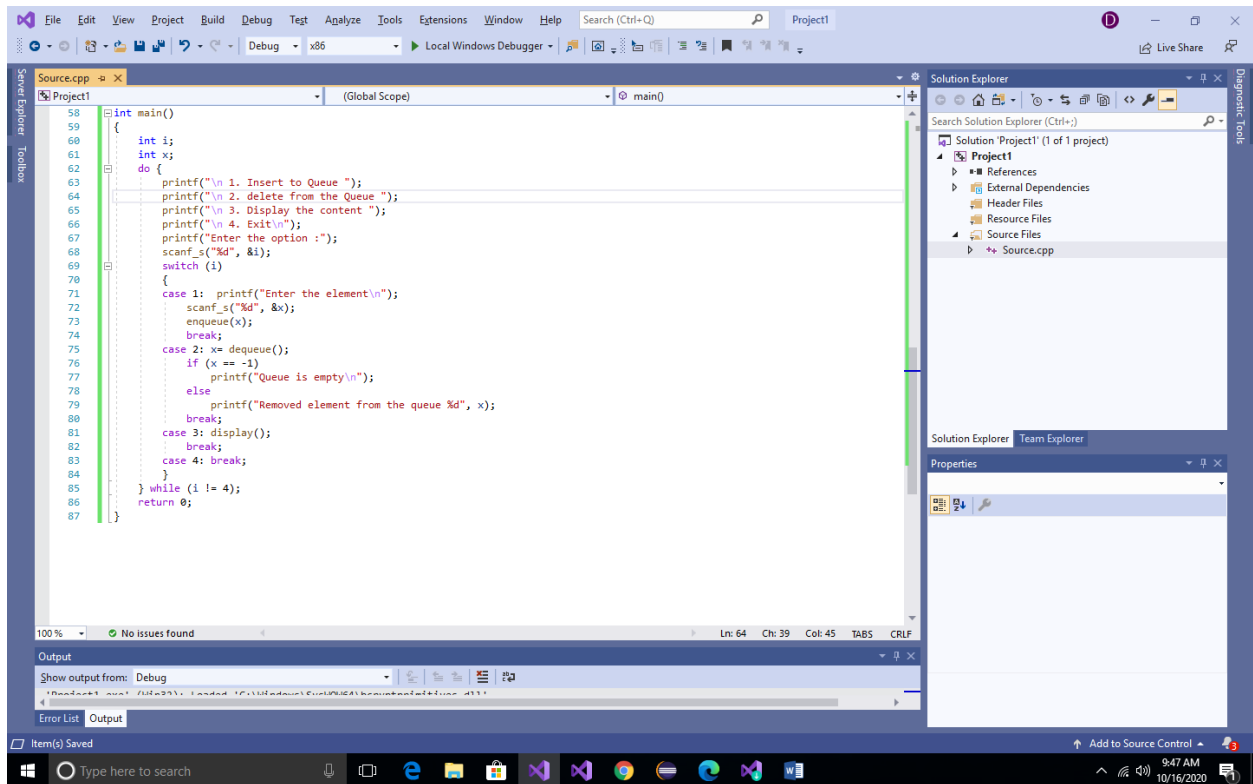 File Edit View Project Build Debug Test Analyze Tools Extensions Window Help Search (Ctrl+Q) Project1 D
Debug x86 Local Windows Debugger Live Share
Server Explorer
Toolbox
Source.cpp
Project1 (Global Scope) main()
58 int main()
59 {
60 int i;
61 int x;
62 do {
63 printf("\n 1. Insert to Queue ");
64 printf("\n 2. delete from the Queue ");
65 printf("\n 3. Display the content ");
66 printf("\n 4. Exit\n");
67 printf("Enter the option :");
68 scanf_s("%d", &i);
69 switch (i)
70 {
71 case 1:  printf("Enter the element\n");
72 scanf_s("%d", &x);
73 enqueue(x);
74 break;
75 case 2: x= dequeue();
76 if (x == -1)
77 printf("Queue is empty\n");
78 else
79 printf("Removed element from the queue %d", x);
80 break;
81 case 3: display();
82 break;
83 case 4: break;
84 }
85 } while (i != 4);
86 return 0;
87 }
100 % No issues found Ln: 64 Ch: 39 Col: 45 TABS CRLF
Output
Show output from: Debug
'Project1.exe' (Win32): Loaded 'C:\Windows\SysWOW64\bcryptprimitives.dll'
Error List Output
Solution Explorer
Search Solution Explorer (Ctrl+;)
Solution 'Project1' (1 of 1 project)
Project1
References
External Dependencies
Header Files
Resource Files
Source Files
++ Source.cpp
Solution Explorer Team Explorer
Properties
Diagnostic Tools
Item(s) Saved Add to Source Control 3
Type here to search 9:47 AM
10/16/2020 1